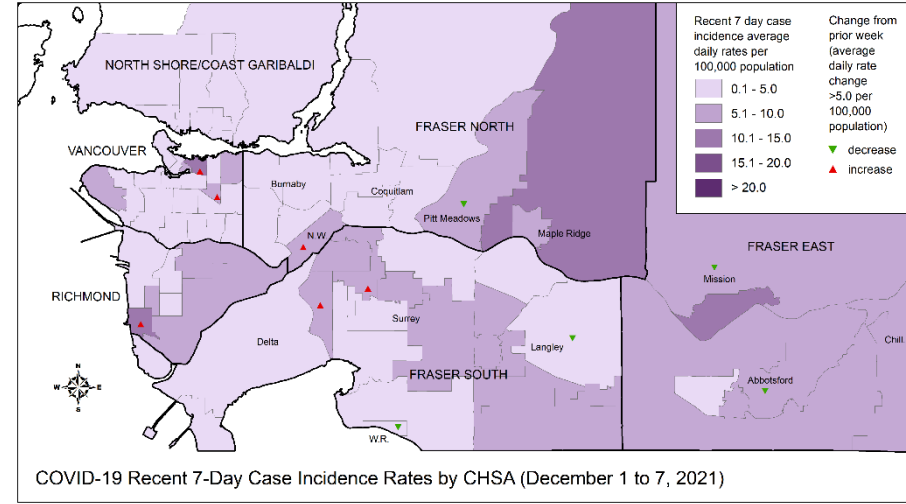 Recent 7 day case
incidence average
daily rates per
100,000 population
0.1 - 5.0
5.1 - 10.0
10.1 - 15.0
15.1 - 20.0
> 20.0
Change from
prior week
(average
daily rate
change
>5.0 per
100,000
population)
decrease
increase
NORTH SHORE/COAST GARIBALDI
FRASER NORTH
VANCOUVER
Burnaby
Coquitlam
Pitt Meadows
N.W.
Maple Ridge
FRASER EAST
Mission
RICHMOND
Surrey
Delta
Langley
Chill
FRASER SOUTH
Abbotsford
W.R.
N
W
E
S
COVID-19 Recent 7-Day Case Incidence Rates by CHSA (December 1 to 7, 2021)